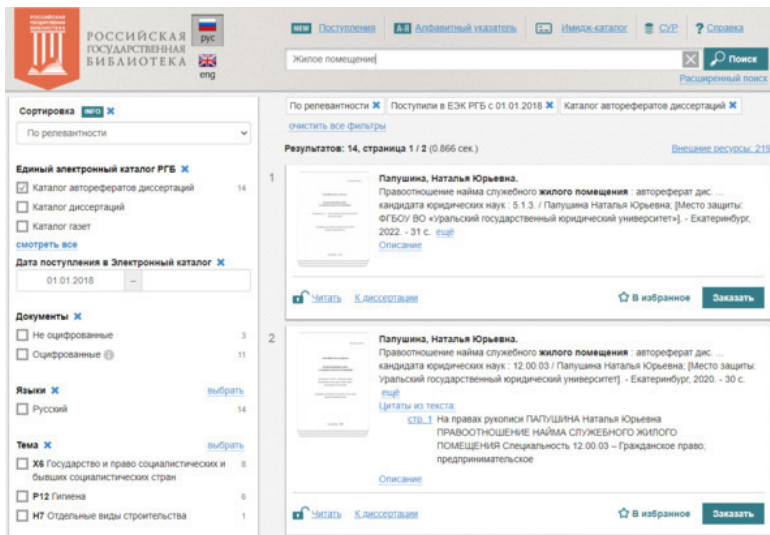 РОССИЙСКАЯ
ГОСУДАРСТВЕННАЯ
БИБЛИОТЕКА
рус
eng
NEW Поступления
А-Я Алфавитный указатель
Имидж-каталог
СУР
? Справка
Жилое помещение
Поиск
Расширенный поиск
Сортировка INFO
По релевантности
Единый электронный каталог РГБ
Каталог авторефератов диссертаций 14
Каталог диссертаций
Каталог газет
смотреть все
Дата поступления в Электронный каталог
01.01.2018 –
Документы
Не оцифрованные 3
Оцифрованные 11
Языки выбрать
Русский 14
Тема выбрать
Х6 Государство и право социалистических и 8
бывших социалистических стран
Р12 Гигиена 6
Н7 Отдельные виды строительства 1
По релевантности Поступили в ЭК РГБ с 01.01.2018 Каталог авторефератов диссертаций
очистить все фильтры
Результатов: 14, страница 1 / 2 (0.866 сек.) Внешние ресурсы: 219
1
Папушина, Наталья Юрьевна.
Правоотношение найма служебного жилого помещения : автореферат дис. ...
кандидата юридических наук : 5.1.3. / Папушина Наталья Юрьевна; [Место защиты:
ФГБОУ ВО «Уральский государственный юридический университет»]. - Екатеринбург,
2022. - 31 с. ещё
Описание
Читать К диссертации В избранное Заказать
2
Папушина, Наталья Юрьевна.
Правоотношение найма служебного жилого помещения : автореферат дис. ...
кандидата юридических наук : 12.00.03 / Папушина Наталья Юрьевна; [Место защиты:
Уральский государственный юридический университет]. - Екатеринбург, 2020. - 30 с.
ещё
Цитаты из текста:
стр. 1 На правах рукописи ПАПУШИНА Наталья Юрьевна
ПРАВООТНОШЕНИЕ НАЙМА СЛУЖЕБНОГО ЖИЛОГО
ПОМЕЩЕНИЯ Специальность 12.00.03 – Гражданское право;
предпринимательское
Описание
Читать К диссертации В избранное Заказать